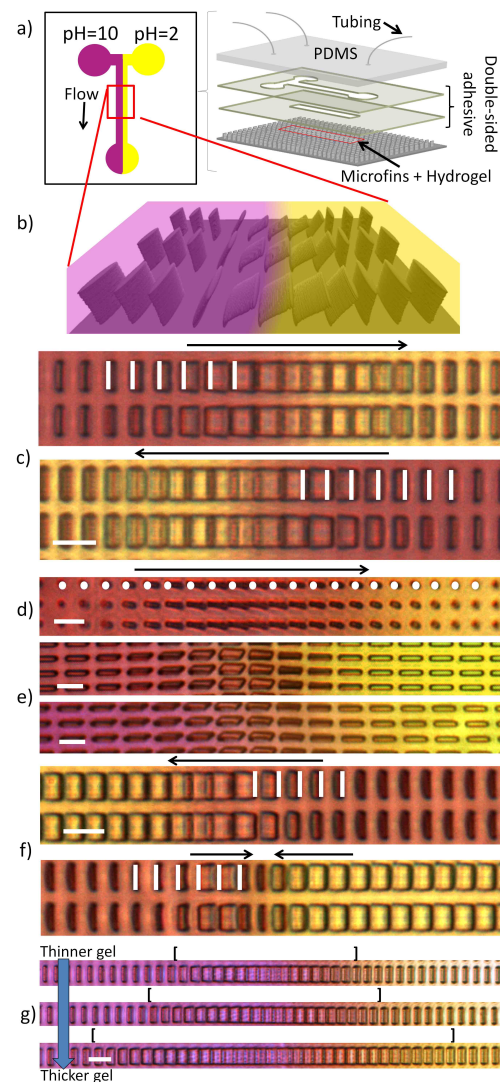 a)
pH=10 pH=2
Flow
Tubing
PDMS
Double-sided
adhesive
Microfins + Hydrogel
b)
c)
d)
e)
f)
Thinner gel
[ ]
[ ]
g)
[ ]
Thicker gel